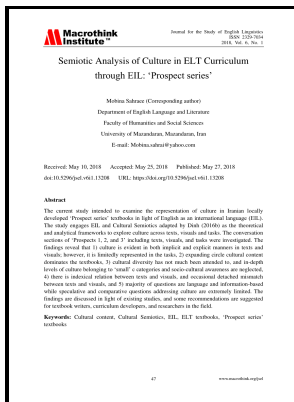 Macrothink
Institute™
Journal for the Study of English Linguistics
ISSN 2329-7034
2018, Vol. 6, No. 1
Semiotic Analysis of Culture in ELT Curriculum
through EIL: ‘Prospect series’
Mobina Sahraee (Corresponding author)
Department of English Language and Literature
Faculty of Humanities and Social Sciences
University of Mazandaran, Mazandaran, Iran
E-mail: Mobina.sahrai@yahoo.com
Received: May 10, 2018 Accepted: May 25, 2018 Published: May 27, 2018
doi:10.5296/jsel.v6i1.13208 URL: https://doi.org/10.5296/jsel.v6i1.13208
Abstract
The current study intended to examine the representation of culture in Iranian locally
developed ‘Prospect series’ textbooks in light of English as an international language (EIL).
The study engages EIL and Cultural Semiotics adapted by Dinh (2016b) as the theoretical
and analytical frameworks to explore culture across texts, visuals and tasks. The conversation
sections of ‘Prospects 1, 2, and 3’ including texts, visuals, and tasks were investigated. The
findings reveal that 1) culture is evident in both implicit and explicit manners in texts and
visuals, however, it is limitedly represented in the tasks, 2) expanding circle cultural content
dominates the textbooks, 3) cultural diversity has not much been attended to, and in-depth
levels of culture belonging to ‘small’ categories and socio-cultural awareness are neglected,
4) there is indexical relation between texts and visuals, and occasional detached mismatch
between texts and visuals, and 5) majority of questions are language and information-based
while speculative and comparative questions addressing culture are extremely limited. The
findings are discussed in light of existing studies, and some recommendations are suggested
for textbook writers, curriculum developers, and researchers in the field.
Keywords: Cultural content, Cultural Semiotics, EIL, ELT textbooks, ‘Prospect series’
textbooks
47
www.macrothink.org/jsel